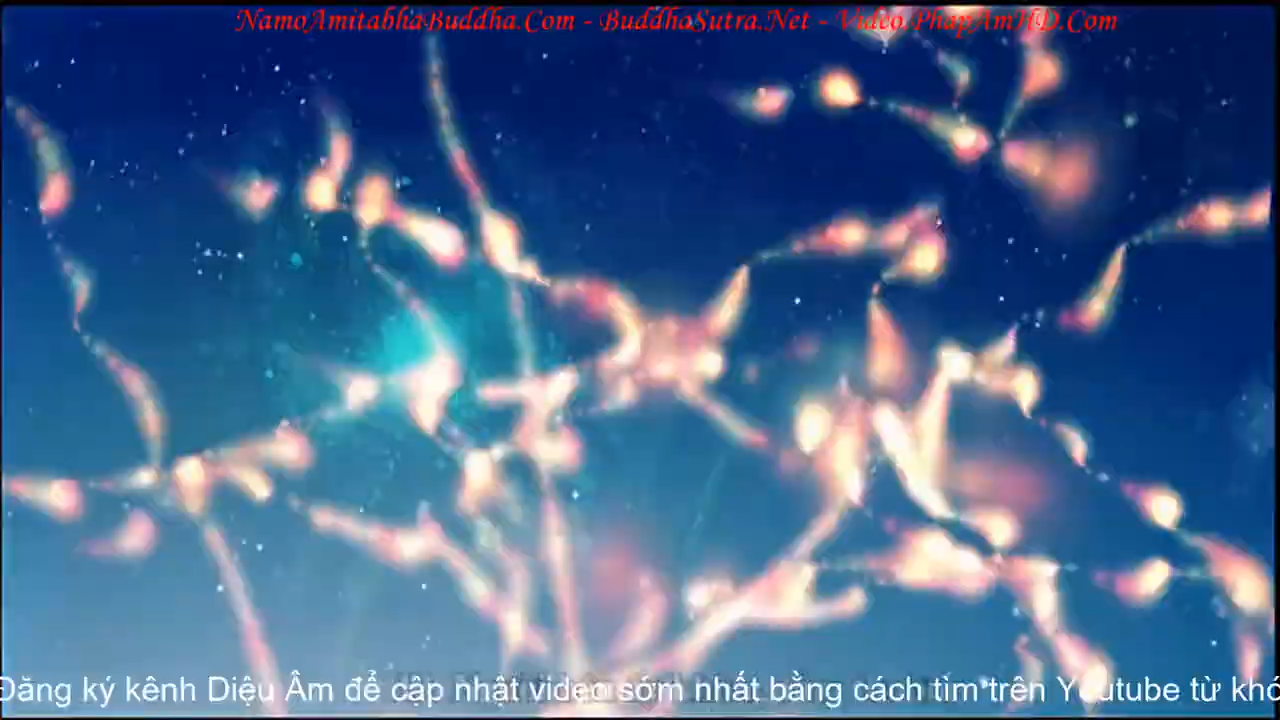 NamoAmitabhaBuddha.Com - BuddhaSutra.Net - Video.PhapAmHD.Com
Đăng ký kênh Diệu Âm để cập nhật video sớm nhất bằng cách tìm trên Youtube từ khó